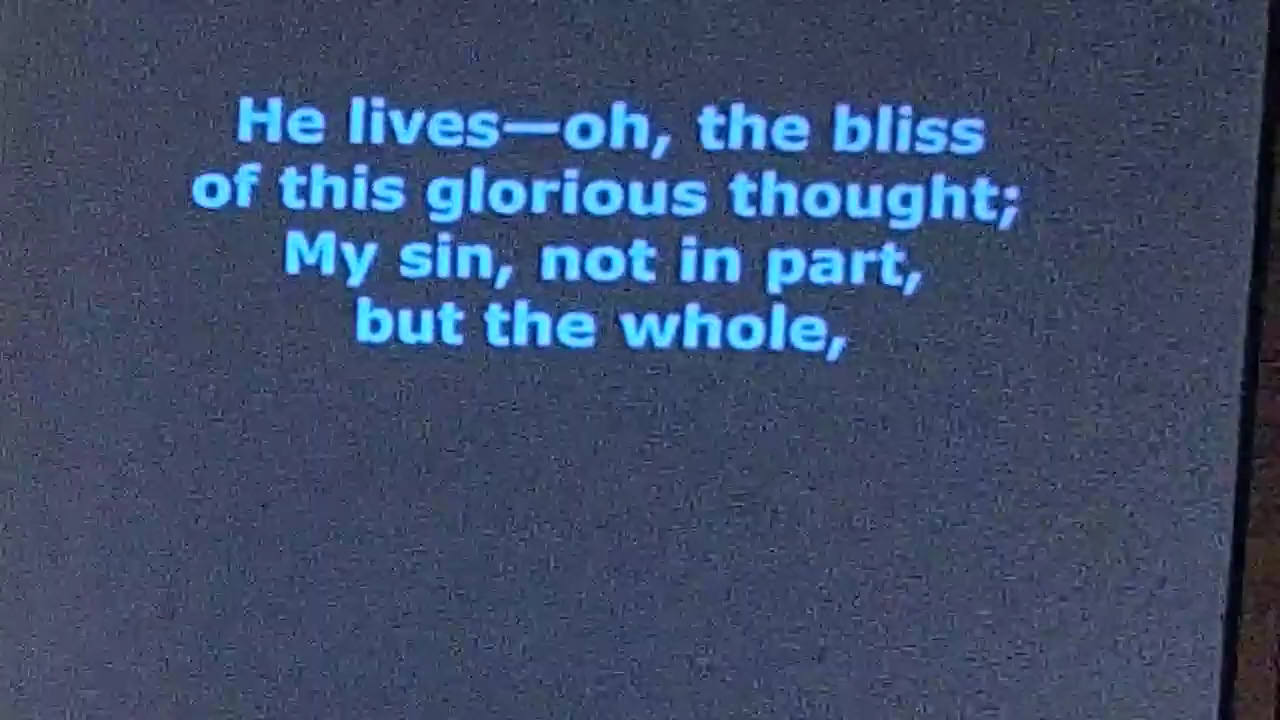 He lives—oh, the bliss
of this glorious thought;
My sin, not in part,
but the whole,